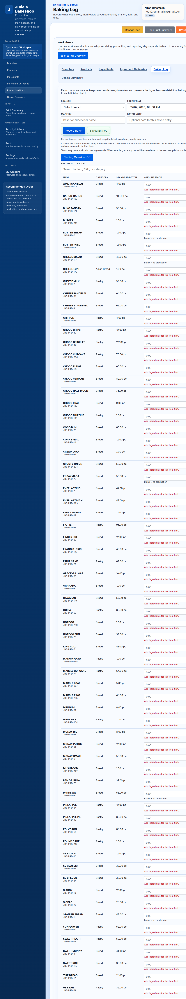 J
Julie's
Bakeshop
Production,
deliveries, recipes,
staff access, and
daily reporting inside
the bakeshop
module.
DAILY WORK
Operations Workspace
Overview plus focused views for
branches, products, ingredients,
deliveries, production, and usage
Branches
Products
Ingredients
Ingredient Deliveries
Production Runs
Usage Summary
REPORTS
Print Summary
Open the clean branch usage
report
ADMINISTRATION
Activity History
Changes to staff, settings, and
operations
Staff
Admins, supervisors, onboarding
Settings
Access rules and module defaults
ACCOUNT
My Account
Password and account details
Recommended Order
Open the operations
workspace once, then move
across the tabs in order:
branches, ingredients,
products, deliveries,
production, and usage review.
BAKESHOP MODULE
Baking Log
Record what was baked, then review saved batches by branch, item, and
time.
Noah Omamalin
noah2.omamalin@gmail.com
ADMIN
Manage Staff
Open Print Summary
Refre
Work Areas
Use one work area at a time so setup, receiving, production, and reporting stay separate instead of competing fo
attention on one long page.
Back to Full Overview
Branches Products Ingredients Ingredient Deliveries Baking Log
Usage Summary
Record what was made, keep saved entries easy to review, and preserve the ingredient-use detail that belong
to each finished batch.
BRANCH FINISHED AT
Select branch 05/07/2026, 09:38 AM
MADE BY BATCH NOTE
Baker or supervisor name Optional note for this saved entry
Record Batch Saved Entries
Record batches one item at a time and keep the latest saved entry ready to review.
Choose the branch, finished time, and who made it. Then enter the amount made in the item list below. Leave a box blank
nothing was made for that item.
Temporary non-production testing override. When enabled, an entry can still be saved even if the item setup is incomple
Testing Override: Off
FIND ITEM TO RECORD
Search by item, SKU, or category
ITEM CATEGORY STANDARD BATCH AMOUNT MADE
AMERICAN LOAF Bread 4.00 pc 0.00
JBS-PRD-114 Add ingredients for this item first.
BAHUG-BAHUG Bread 100.00 pc 0.00
JBS-PRD-102 Add ingredients for this item first.
BUKO PANDAN Bread 55.00 pc 0.00
JBS-PRD-121 Add ingredients for this item first.
BURGER Bread 1.00 pc 0.00
JBS-PRD-319 Add ingredients for this item first.
BUTTER BREAD Bread 12.00 pc 0.00
JBS-PRD-6 Blank = no production
BUTTER ROLL Bread 12.00 pc 0.00
JBS-PRD-18 Add ingredients for this item first.
CHEESE BREAD Bread 48.00 pc 0.00
JBS-PRD-117 Blank = no production
CHEESE LOAF Asian Bread 1.00 pc 0.00
JBS-PRD-179 Add ingredients for this item first.
CHEESE MILK Pastry 59.00 pc 0.00
JBS-PRD-2 Add ingredients for this item first.
CHEESE PANDESAL Bread 64.00 pc 0.00
JBS-PRD-42 Add ingredients for this item first.
CHEESE STRUESSEL Bread 69.00 pc 0.00
JBS-PRD-3 Add ingredients for this item first.
CHIFFON Pastry 4.00 pc 0.00
JBS-PRD-55 Add ingredients for this item first.
CHOCO CHIPS Pastry 12.00 pc 0.00
JBS-PRD-59 Add ingredients for this item first.
CHOCO CRINKLES Pastry 112.00 pc 0.00
JBS-PRD-49 Add ingredients for this item first.
CHOCO CUPCAKE Pastry 70.00 pc 0.00
JBS-PRD-304 Add ingredients for this item first.
CHOCO FUDGE Bread 60.00 pc 0.00
JBS-PRD-104 Add ingredients for this item first.
CHOCO GERMAN Bread 82.00 pc 0.00
JBS-PRD-36 Add ingredients for this item first.
CHOCO HALF MOON Bread 76.00 pc 0.00
JBS-PRD-293 Add ingredients for this item first.
CHOCO LOAF Bread 9.00 pc 0.00
JBS-PRD-122 Add ingredients for this item first.
CHOCO MUFFINS Pastry 1.00 pc 0.00
JBS-PRD-196 Add ingredients for this item first.
COCO BUN Bread 60.00 pc 0.00
JBS-PRD-23 Add ingredients for this item first.
CORN BREAD Bread 12.00 pc 0.00
JBS-PRD-16 Add ingredients for this item first.
CREAM LOAF Bread 7.00 pc 0.00
JBS-PRD-31 Add ingredients for this item first.
CRUSTY ONION Bread 52.00 pc 0.00
JBS-PRD-294 Add ingredients for this item first.
ENSAYMADA Bread 56.00 pc 0.00
JBS-PRD-76 Blank = no production
EVERLASTING Bread 47.00 pc 0.00
JBS-PRD-7 Add ingredients for this item first.
EVERLASTING 4 Bread 47.00 pc 0.00
JBS-PRD-323 Add ingredients for this item first.
FANCY BREAD Bread 12.00 pc 0.00
JBS-PRD-27 Add ingredients for this item first.
FIG PIE Pastry 95.00 pc 0.00
JBS-PRD-54 Add ingredients for this item first.
FINGER ROLL Bread 12.00 pc 0.00
JBS-PRD-20 Add ingredients for this item first.
FRANCIS (ORIG) Bread 45.00 pc 0.00
JBS-PRD-120 Add ingredients for this item first.
FRUIT CAKE Pastry 69.00 pc 0.00
JBS-PRD-60 Add ingredients for this item first.
GRACIOSA LOAF Bread 10.00 pc 0.00
JBS-PRD-30 Add ingredients for this item first.
GRANADA Bread 1.00 pc 0.00
JBS-PRD-321 Add ingredients for this item first.
HAWAIIAN Bread 55.00 pc 0.00
JBS-PRD-119 Add ingredients for this item first.
HOPIA Pastry 85.00 pc 0.00
JBS-PRD-53 Add ingredients for this item first.
HOTDOG Bread 1.00 pc 0.00
JBS-PRD-299 Add ingredients for this item first.
HOTDOG BUN Bread 39.00 pc 0.00
JBS-PRD-78 Add ingredients for this item first.
KING ROLL Bread 41.00 pc 0.00
JBS-PRD-5 Add ingredients for this item first.
MANGO FLOAF Pastry 1.00 pc 0.00
JBS-PRD-235 Add ingredients for this item first.
MARBLE CUPCAKE Pastry 64.00 pc 0.00
JBS-PRD-77 Add ingredients for this item first.
MARBLE LOAF Bread 5.00 pc 0.00
JBS-PRD-307 Add ingredients for this item first.
MARBLE RING Bread 45.00 pc 0.00
JBS-PRD-295 Add ingredients for this item first.
MINI BUN Bread 8.00 pc 0.00
JBS-PRD-37 Add ingredients for this item first.
MINI CAKE Pastry 1.00 pc 0.00
JBS-PRD-204 Add ingredients for this item first.
MONAY BIG Bread 8.00 pc 0.00
JBS-PRD-38 Add ingredients for this item first.
MONAY PUTOK Bread 12.00 pc 0.00
JBS-PRD-21 Add ingredients for this item first.
MONAY SMALL Bread 50.00 pc 0.00
JBS-PRD-8 Add ingredients for this item first.
MUSHROOM Bread 1.00 pc 0.00
JBS-PRD-322 Add ingredients for this item first.
PAN DE JULIA Bread 37.00 pc 0.00
JBS-PRD-75 Add ingredients for this item first.
PANDESAL Bread 55.00 pc 0.00
JBS-PRD-32 Blank = no production
PINEAPPLE Pastry 12.00 pc 0.00
JBS-PRD-34 Add ingredients for this item first.
PINEAPPLE PIE Pastry 80.00 pc 0.00
JBS-PRD-43 Add ingredients for this item first.
POLVORON Pastry 83.00 pc 0.00
JBS-PRD-50 Add ingredients for this item first.
ROUND CAKE Pastry 1.00 pc 0.00
JBS-PRD-317 Add ingredients for this item first.
SB BAYAN Bread 12.00 pc 0.00
JBS-PRD-26 Add ingredients for this item first.
SB CLASSIC Bread 33.00 pc 0.00
JBS-PRD-25 Add ingredients for this item first.
SB SPECIAL Bread 33.00 pc 0.00
JBS-PRD-24 Add ingredients for this item first.
SIAKOY Bread 12.00 pc 0.00
JBS-PRD-10 Add ingredients for this item first.
SIOPAO Bread 25.00 pc 0.00
JBS-PRD-22 Add ingredients for this item first.
SPANISH BREAD Bread 48.00 pc 0.00
JBS-PRD-1 Blank = no production
SUNFLOWER Pastry 52.00 pc 0.00
JBS-PRD-52 Add ingredients for this item first.
SWEET HEART Pastry 50.00 pc 0.00
JBS-PRD-46 Add ingredients for this item first.
SWEET MONAY Bread 41.00 pc 0.00
JBS-PRD-4 Add ingredients for this item first.
SWEET ROLL Bread 38.00 pc 0.00
JBS-PRD-115 Add ingredients for this item first.
TIRE BREAD Bread 12.00 pc 0.00
JBS-PRD-17 Add ingredients for this item first.
UBE BAR Pastry 35.00 pc 0.00
JBS-PRD-48 Add ingredients for this item first.